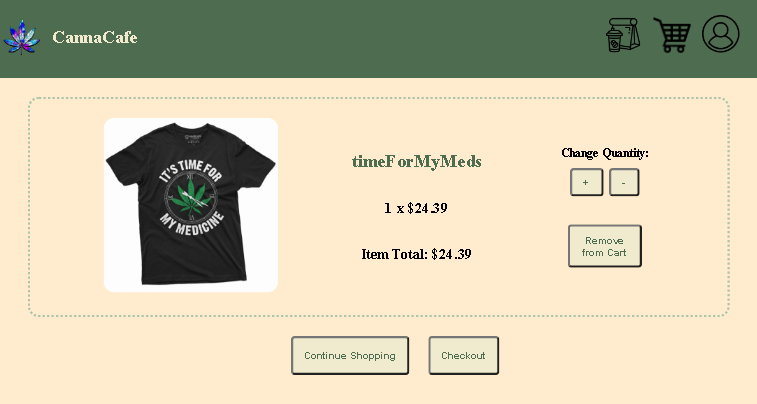 CannaCafe
IT'S TIME FOR
MY MEDICINE
timeForMyMeds
1 x $24.39
Item Total: $24.39
Change Quantity:
+ -
Remove
from Cart
Continue Shopping Checkout